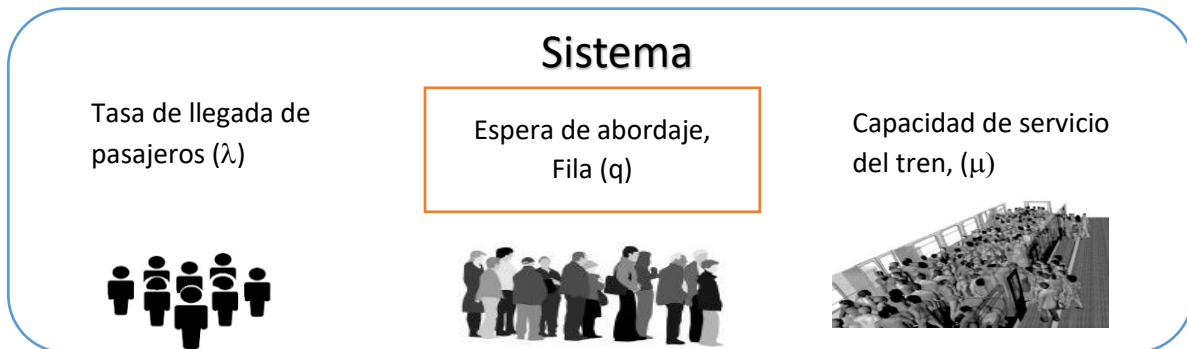 Sistema
Tasa de llegada de
pasajeros (λ)
Espera de abordaje,
Fila (q)
Capacidad de servicio
del tren, (μ)